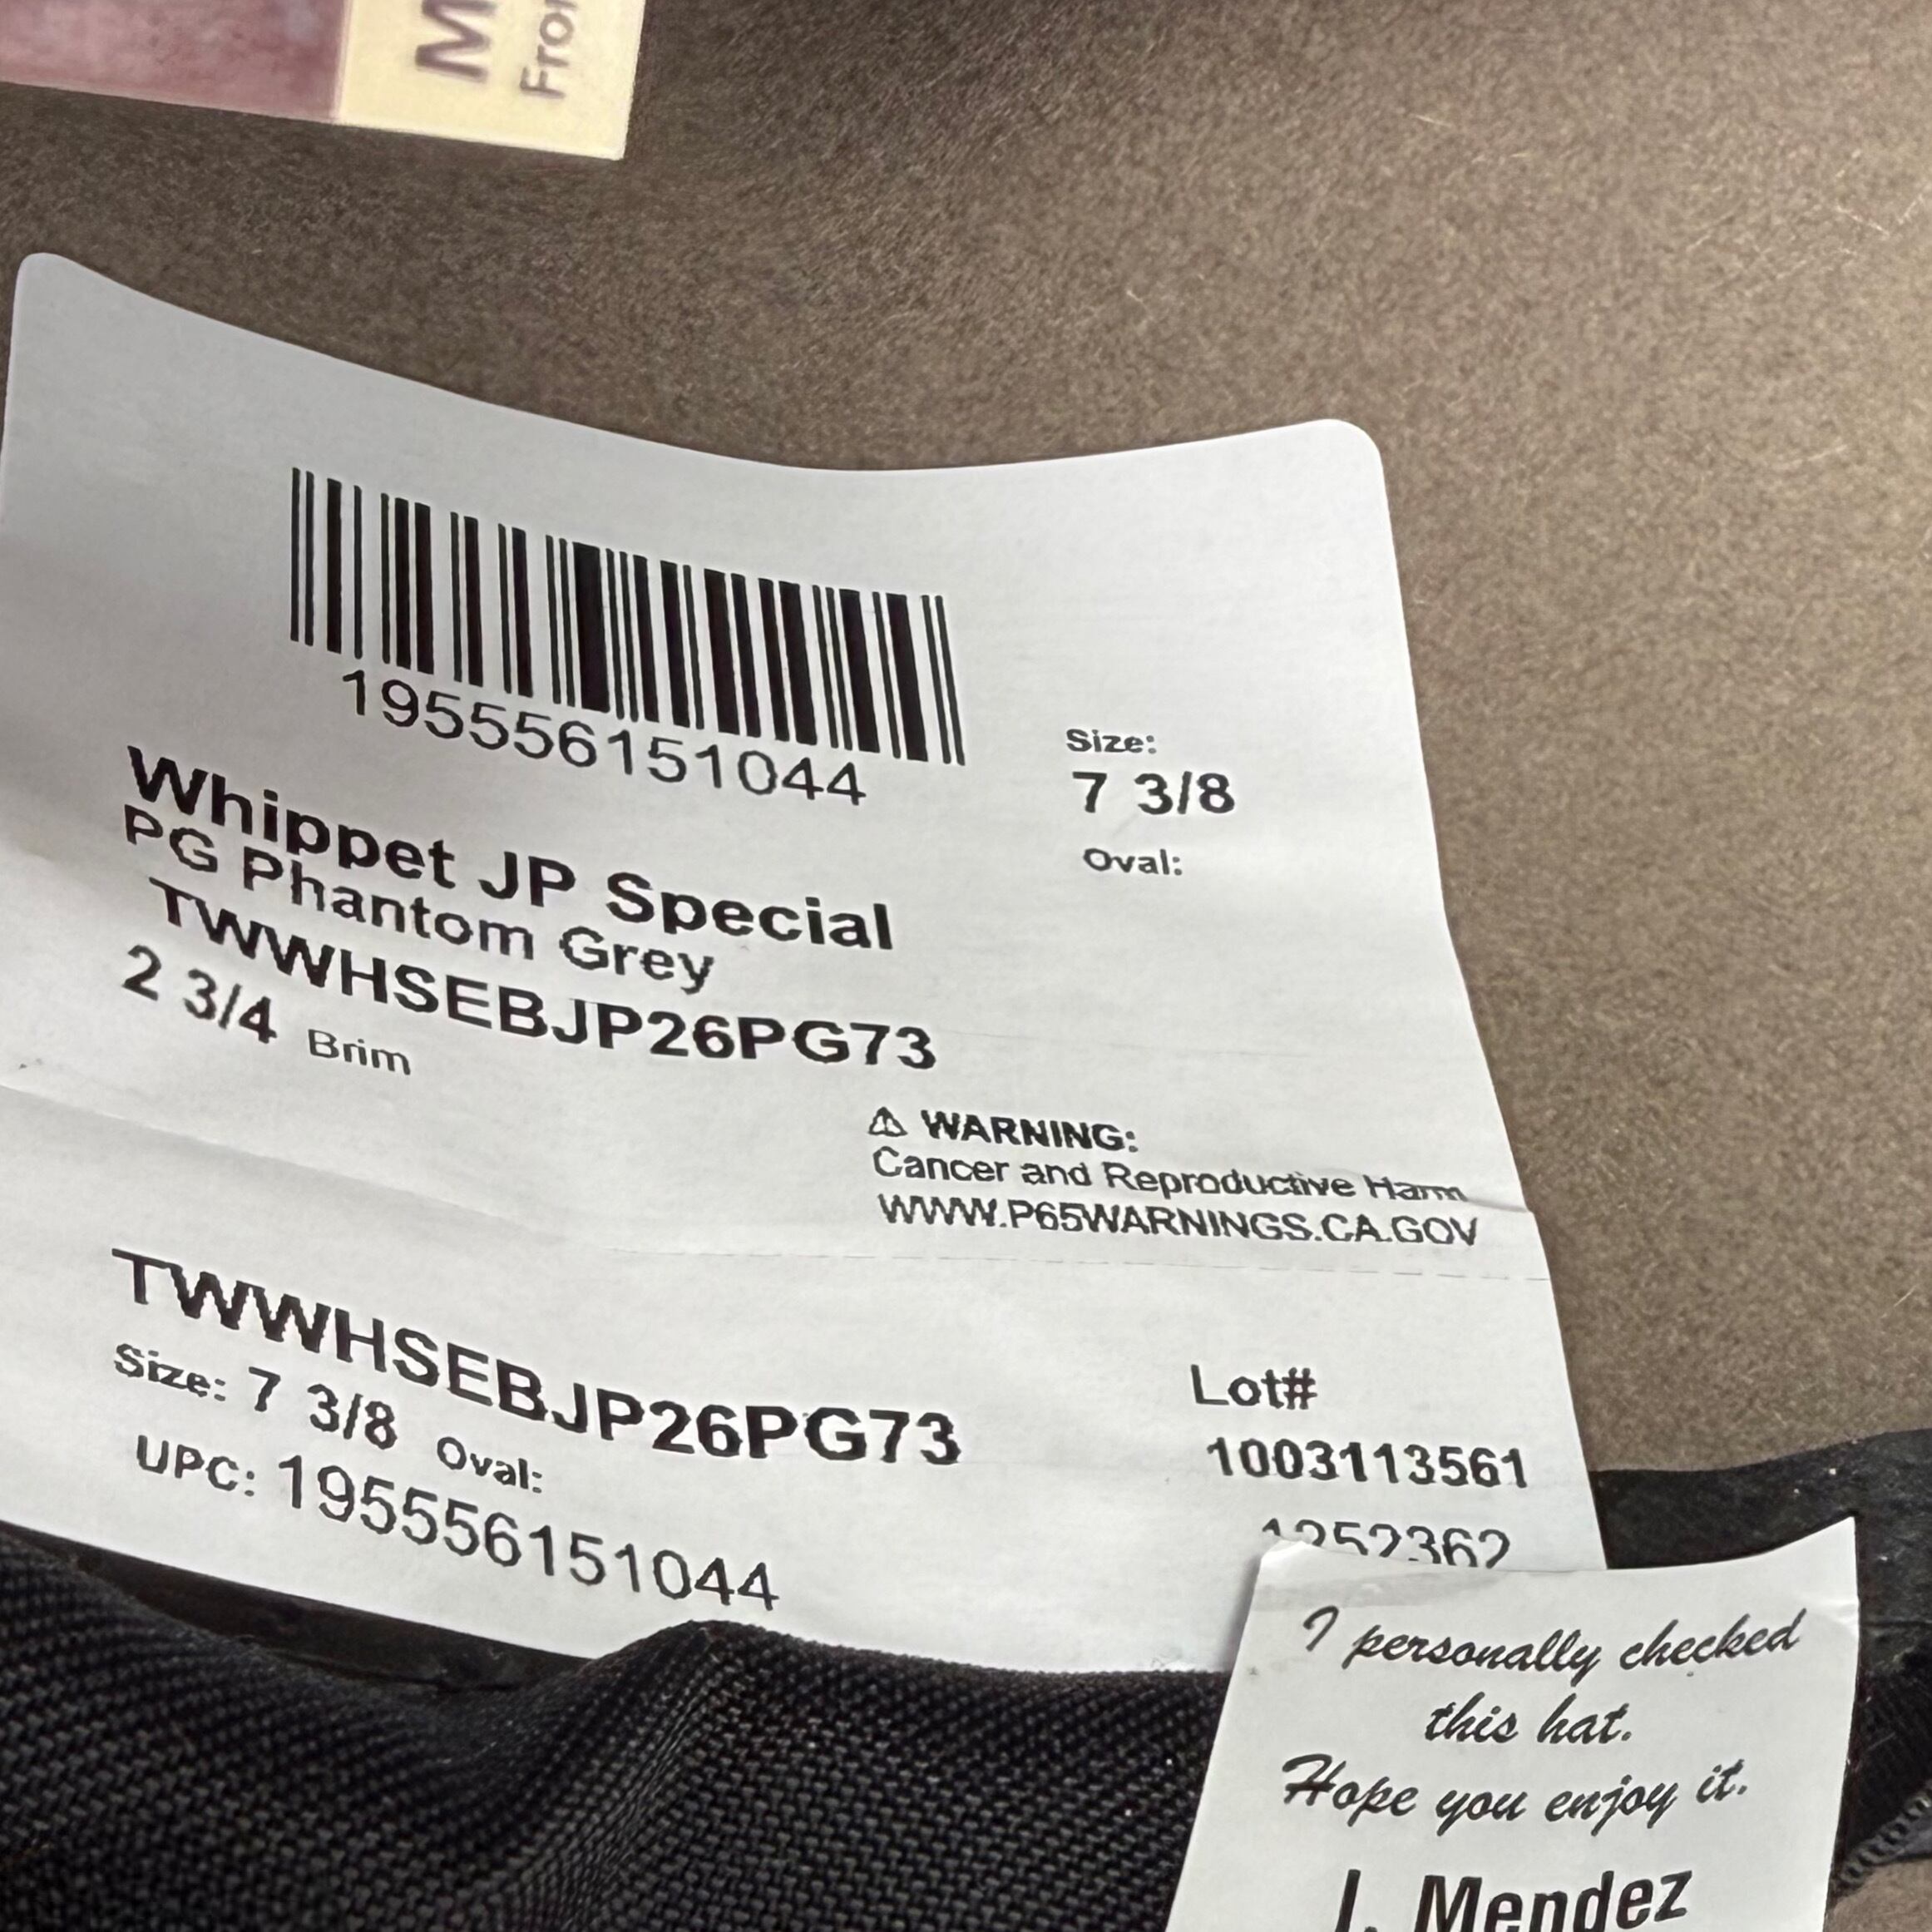 195556151044
Size:
7 3/8
Oval:
Whippet JP Special
PG Phantom Grey
TWWHSEBJP26PG73
2 3/4 Brim
⚠ WARNING:
Cancer and Reproductive Harm
WWW.P65WARNINGS.CA.GOV
TWWHSEBJP26PG73
Size: 7 3/8 Oval:
UPC: 195556151044
Lot#
1003113561
1252362
I personally checked
this hat.
Hope you enjoy it.
Mendez